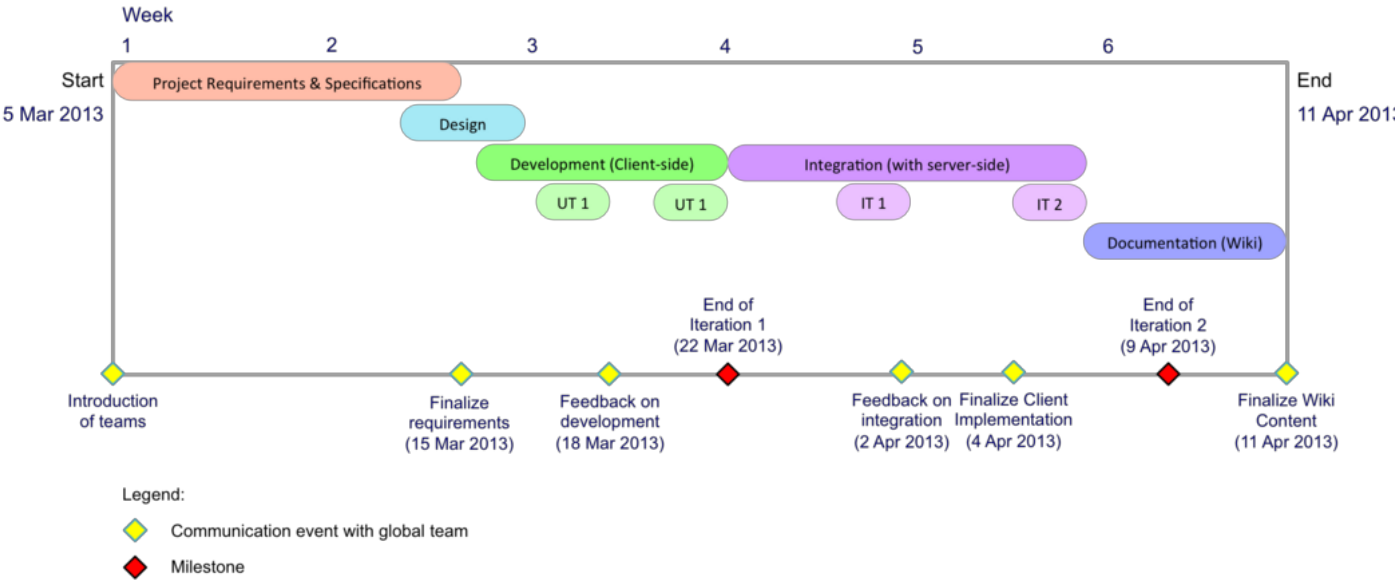 Week
1 2 3 4 5 6
Start
5 Mar 2013
End
11 Apr 2013
Project Requirements & Specifications
Design
Development (Client-side)
Integration (with server-side)
UT 1
UT 1
IT 1
IT 2
Documentation (Wiki)
End of
Iteration 1
(22 Mar 2013)
End of
Iteration 2
(9 Apr 2013)
Introduction
of teams
Finalize
requirements
(15 Mar 2013)
Feedback on
development
(18 Mar 2013)
Feedback on
integration
(2 Apr 2013)
Finalize Client
Implementation
(4 Apr 2013)
Finalize Wiki
Content
(11 Apr 2013)
Legend:
Communication event with global team
Milestone